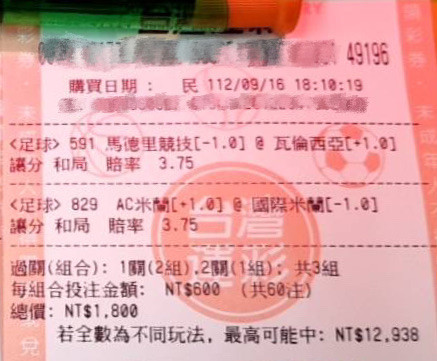 49196
購買日期： 民 112/09/16 18:10:19
<足球> 591 馬德里競技[-1.0] @ 瓦倫西亞[+1.0]
讓分 和局 賠率 3.75
<足球> 829 AC米蘭[+1.0] @ 國際米蘭[-1.0]
讓分 和局 賠率 3.75
台灣
運彩
過關(組合): 1關(2組),2關(1組); 共3組
每組合投注金額: NT$600 (共60注)
總價: NT$1,800
若全數為不同玩法, 最高可能中: NT$12,938